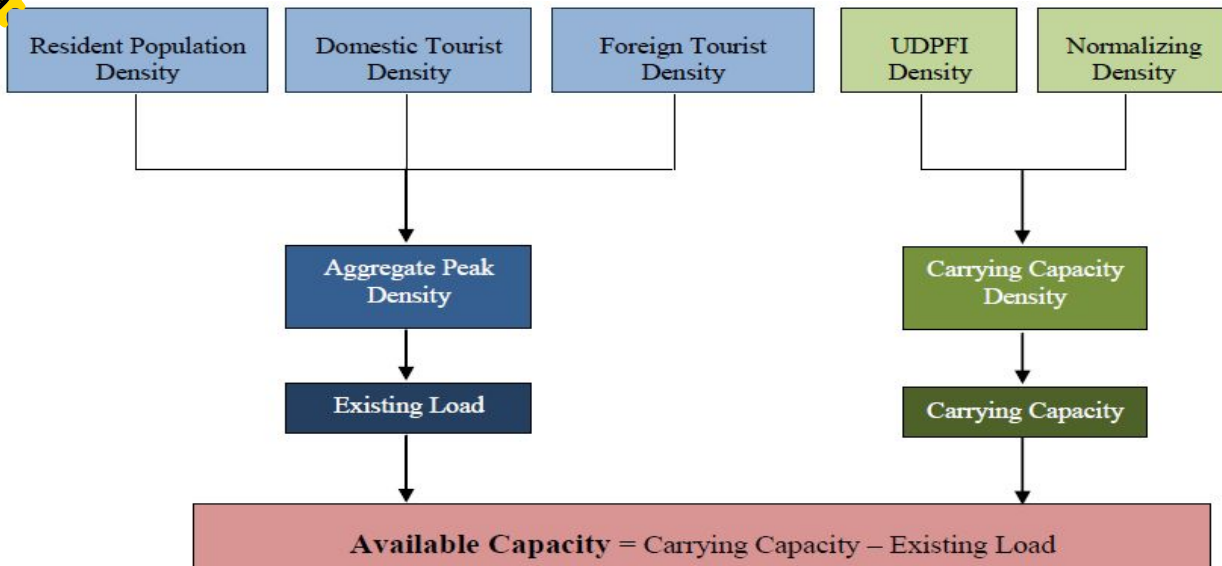 Resident Population
Density
Domestic Tourist
Density
Foreign Tourist
Density
UDPFI
Density
Normalizing
Density
Aggregate Peak
Density
Carrying Capacity
Density
Existing Load
Carrying Capacity
Available Capacity = Carrying Capacity – Existing Load